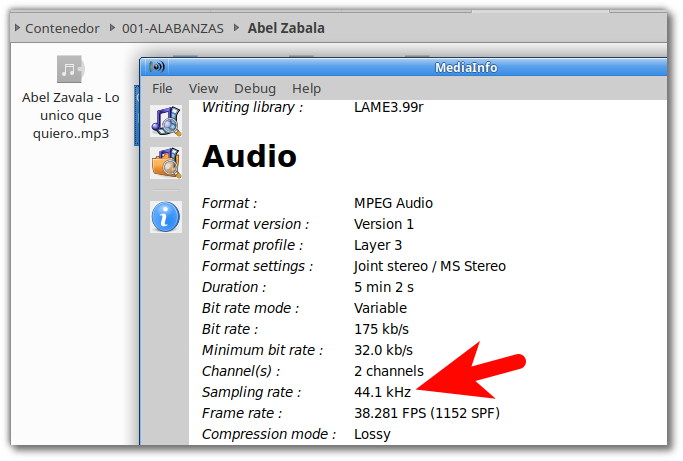 Contenedor 001-ALABANZAS Abel Zabala
Abel Zavala - Lo
unico que
quiero..mp3
MediaInfo
File View Debug Help
Writing library : LAME3.99r
Audio
Format : MPEG Audio
Format version : Version 1
Format profile : Layer 3
Format settings : Joint stereo / MS Stereo
Duration : 5 min 2 s
Bit rate mode : Variable
Bit rate : 175 kb/s
Minimum bit rate : 32.0 kb/s
Channel(s) : 2 channels
Sampling rate : 44.1 kHz
Frame rate : 38.281 FPS (1152 SPF)
Compression mode : Lossy